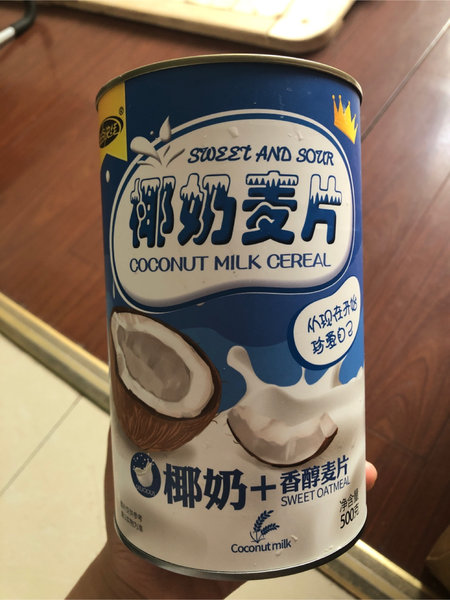 SWEET AND SOUR
椰奶麦片
COCONUT MILK CEREAL
从现在开始
珍爱自己
椰奶+香醇麦片
SWEET OATMEAL
净含量
500克
Coconut milk